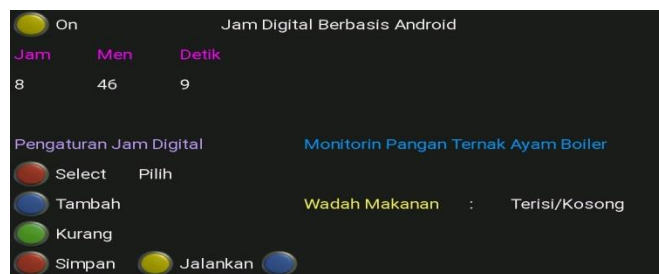 On Jam Digital Berbasis Android
Jam Men Detik
8 46 9
Pengaturan Jam Digital Monitorin Pangan Ternak Ayam Boiler
Select Pilih
Tambah Wadah Makanan : Terisi/Kosong
Kurang
Simpan Jalankan